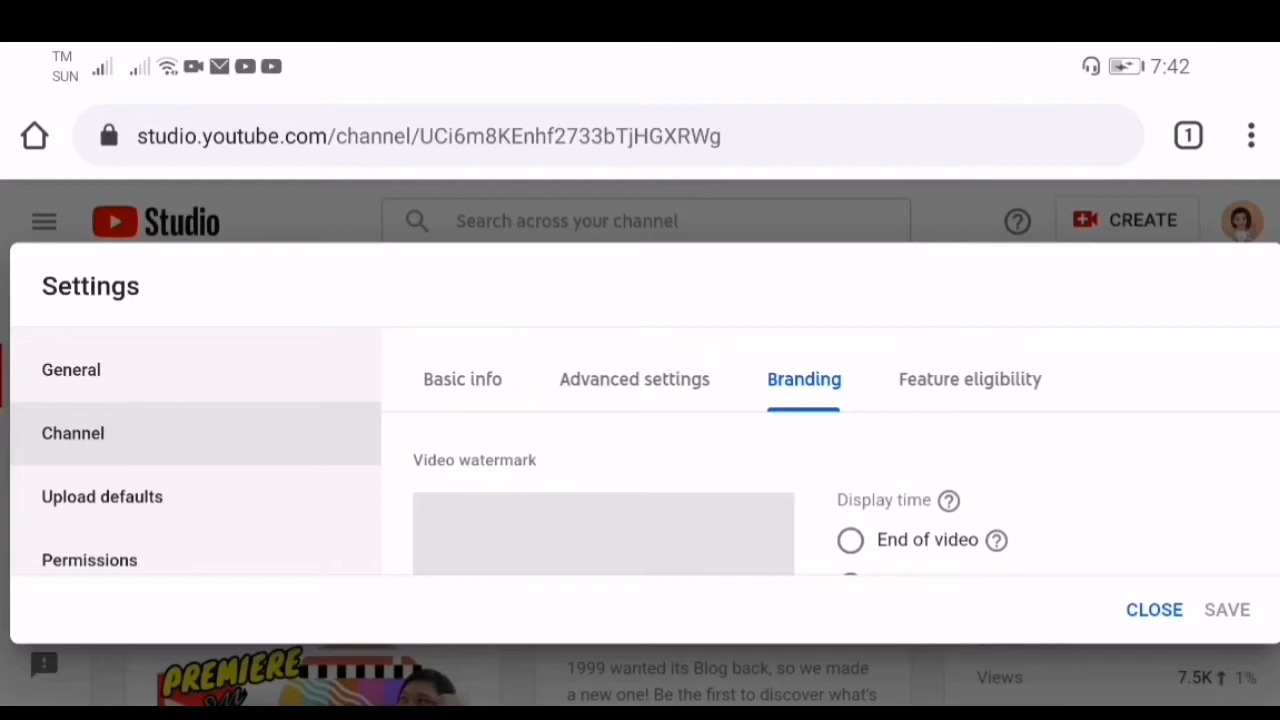 TM
SUN
7:42
studio.youtube.com/channel/UCi6m8KEnhf2733bTjHGXRWg
1
Studio
Search across your channel
CREATE
Settings
General
Channel
Upload defaults
Permissions
Basic info
Advanced settings
Branding
Feature eligibility
Video watermark
Display time
End of video
CLOSE
SAVE
PREMIERE
1999 wanted its Blog back, so we made
a new one! Be the first to discover what's
Views
7.5K
1%